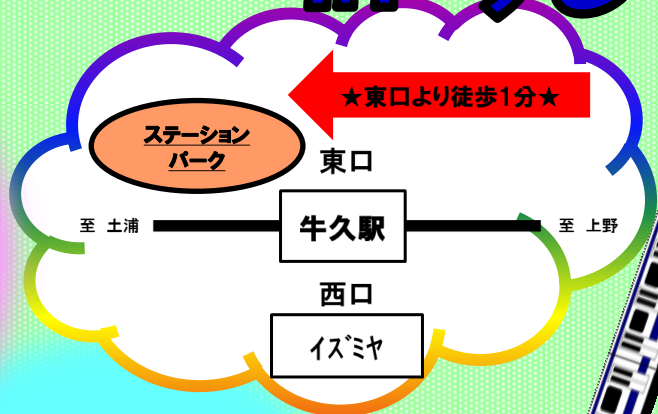 ★東口より徒歩1分★
ステーション
パーク
東口
至 土浦
牛久駅
至 上野
西口
イズミヤ